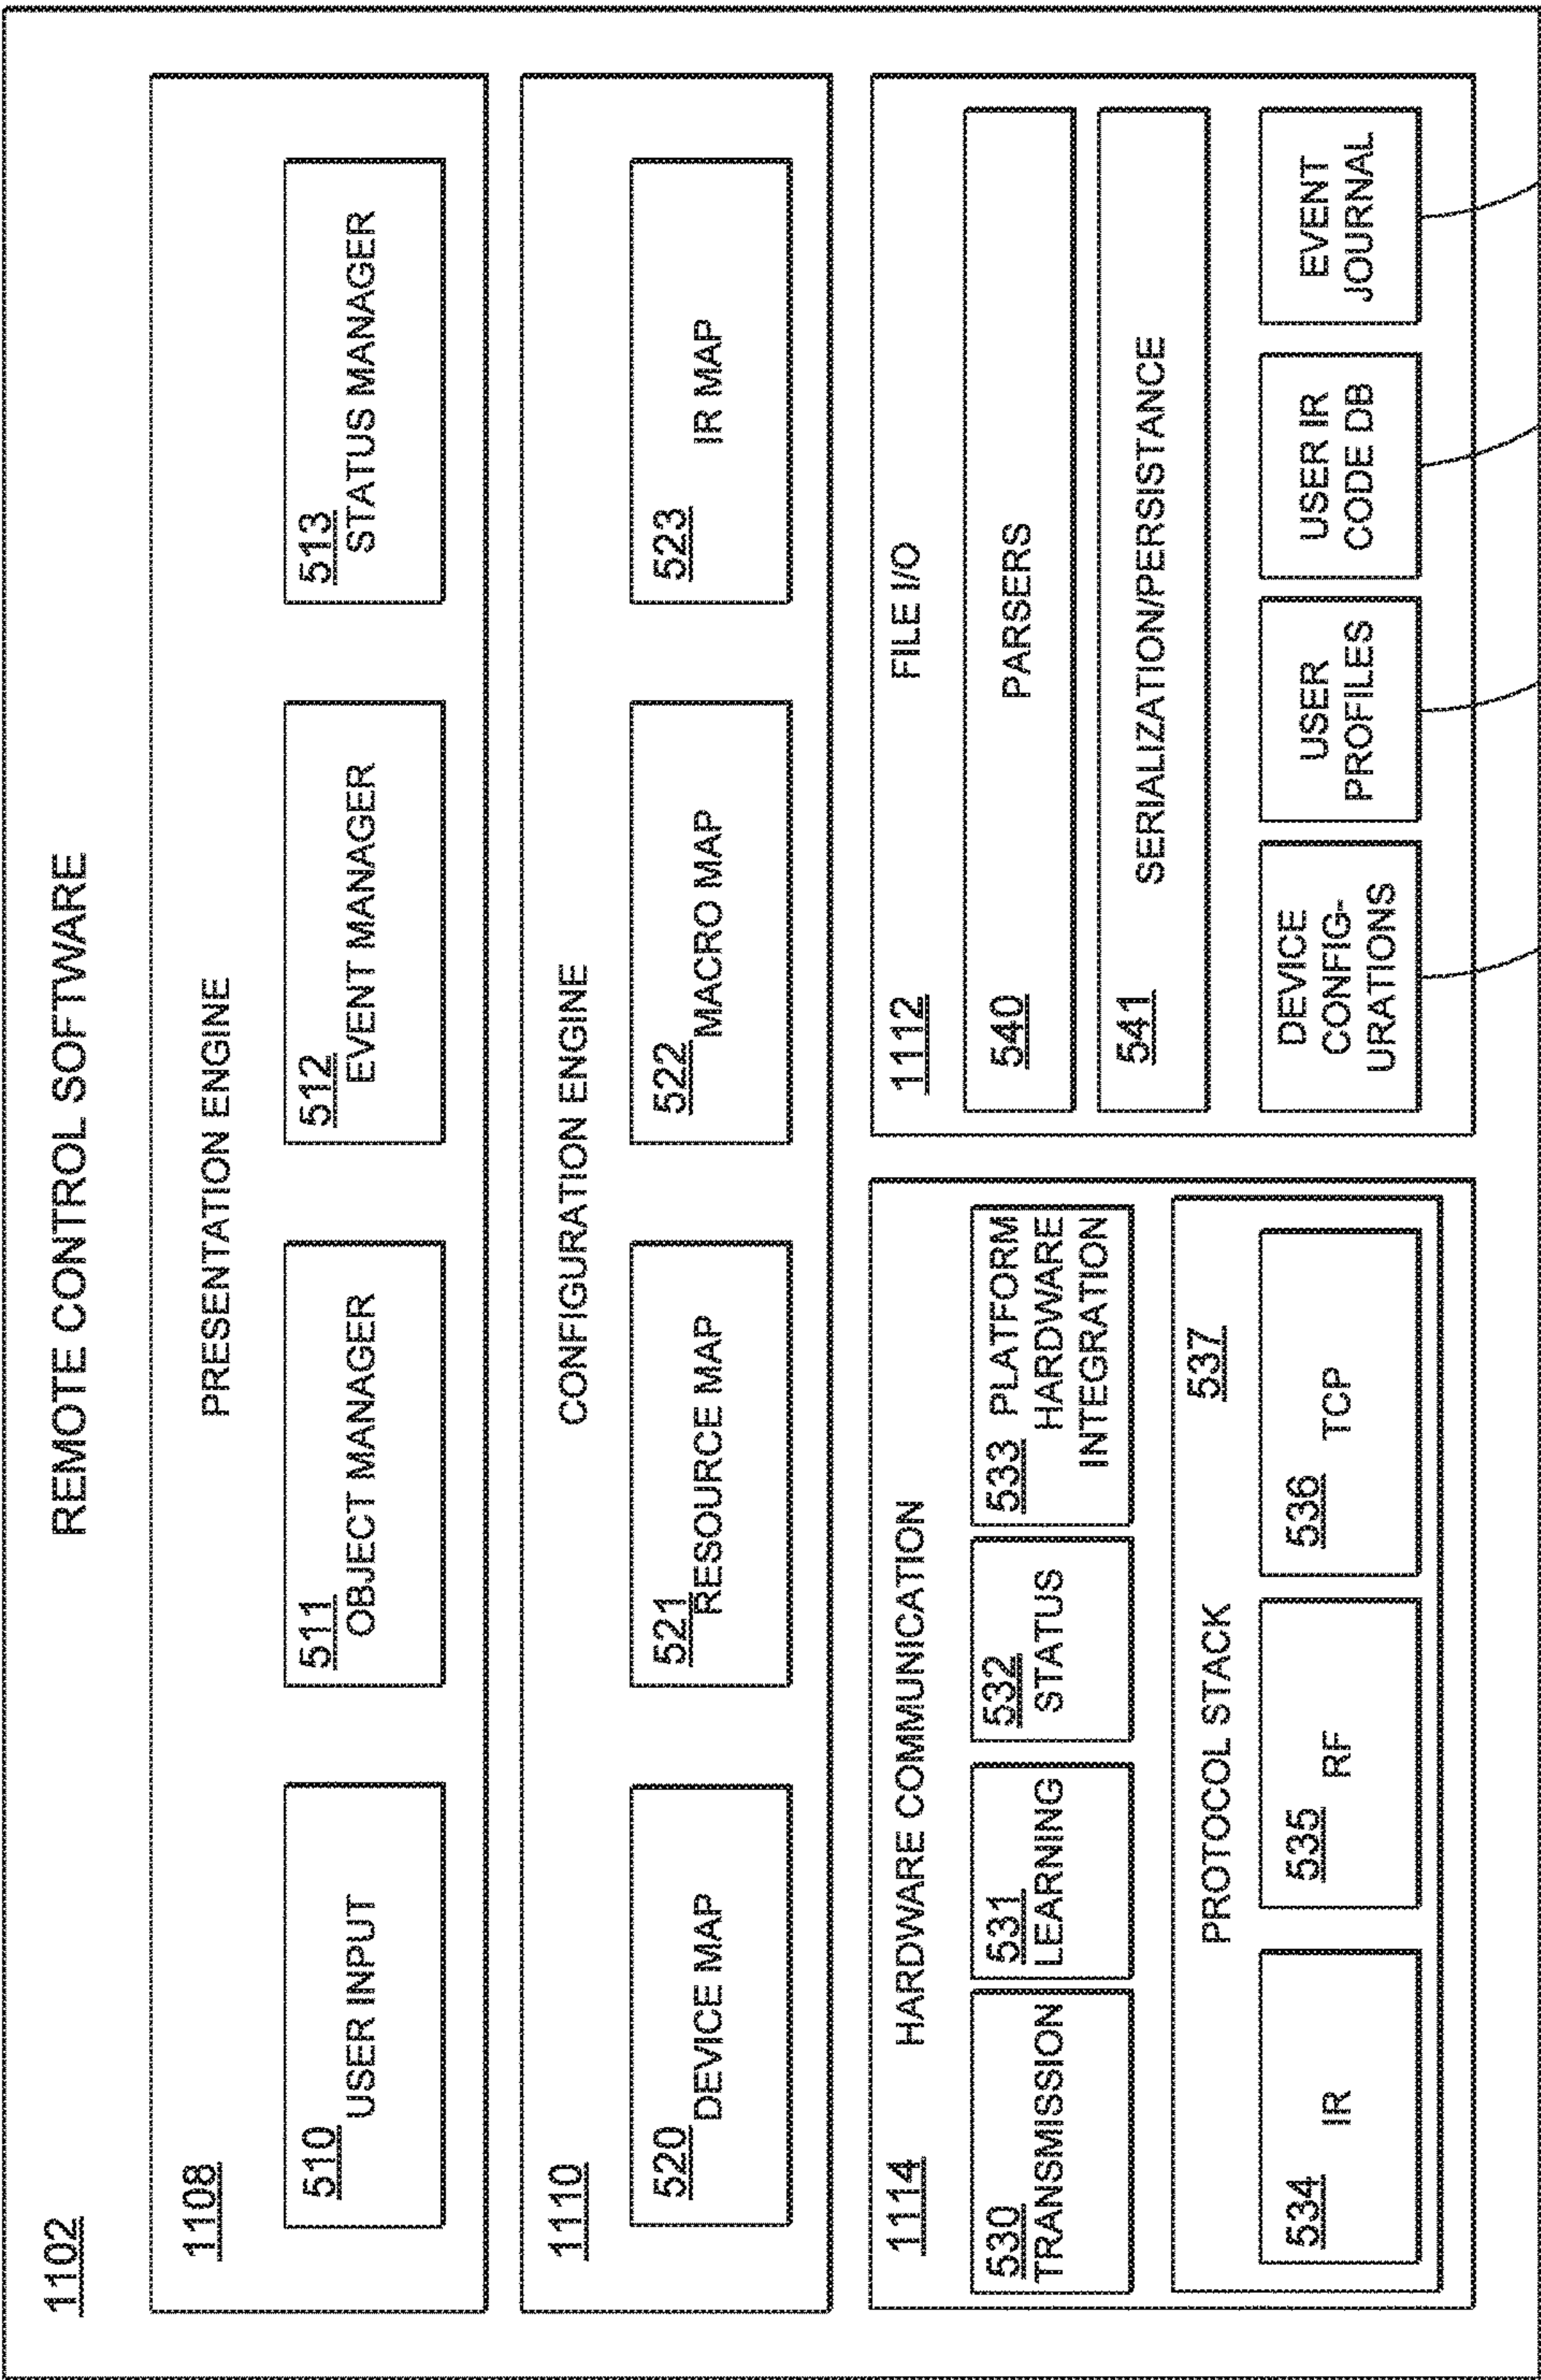 1102
REMOTE CONTROL SOFTWARE
1108
PRESENTATION ENGINE
510
USER INPUT
511
OBJECT MANAGER
512
EVENT MANAGER
513
STATUS MANAGER
1110
CONFIGURATION ENGINE
520
DEVICE MAP
521
RESOURCE MAP
522
MACRO MAP
523
IR MAP
1114
HARDWARE COMMUNICATION
530
TRANSMISSION
531
LEARNING
532
STATUS
533 PLATFORM
HARDWARE
INTEGRATION
PROTOCOL STACK
537
534
IR
535
RF
536
TCP
1112
FILE I/O
540
PARSERS
541
SERIALIZATION/PERSISTANCE
DEVICE
CONFIG-
URATIONS
USER
PROFILES
USER IR
CODE DB
EVENT
JOURNAL